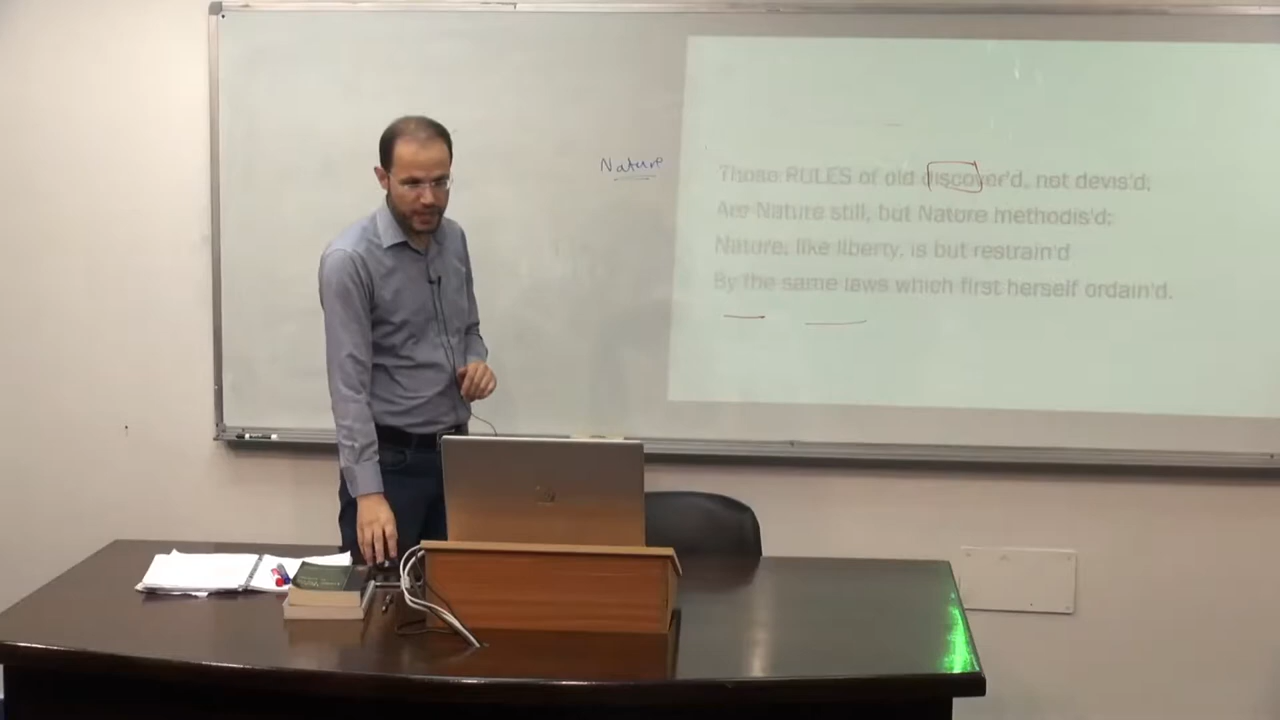 Nature
Those RULES of old discover'd, not devis'd;
Are Nature still, but Nature methodis'd;
Nature, like liberty, is but restrain'd
By the same laws which first herself ordain'd.
hp